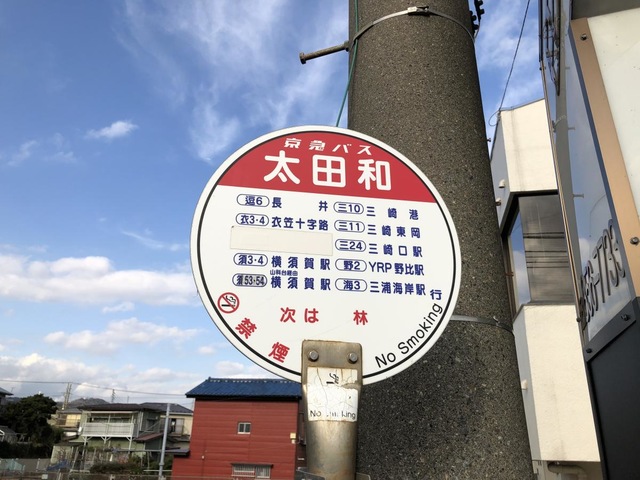 京急バス
太田和
逗6 長井
衣3・4 衣笠十字路
須3・4 横須賀駅
山科台経由
須53・54 横須賀駅
三10 三崎港
三11 三崎東岡
三24 三崎口駅
野2 YRP野比駅
海3 三浦海岸駅 行
次は 林
禁煙
No Smoking
No Smoking